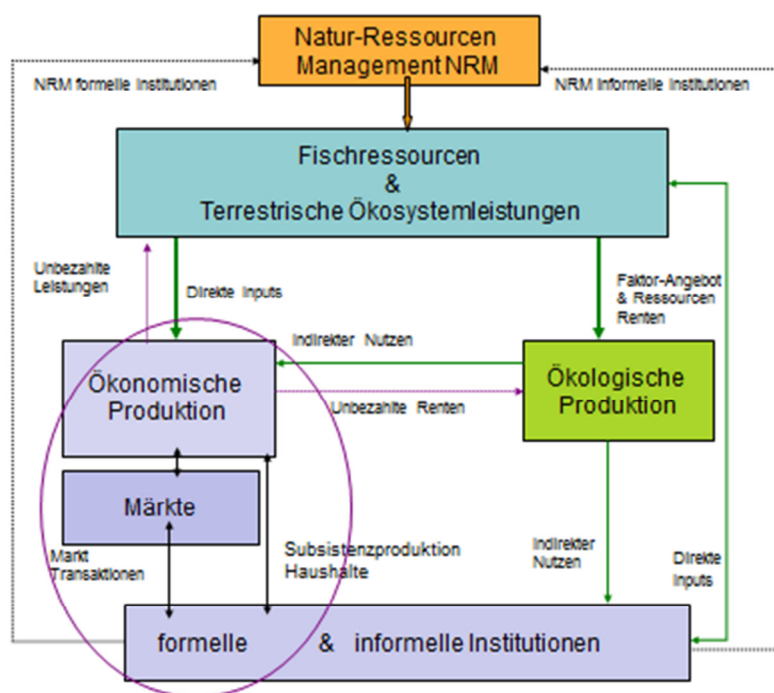 Natur-Ressourcen
Management NRM
NRM formelle Institutionen
NRM Informelle Institutionen
Fischressourcen
&
Terrestrische Ökosystemleistungen
Unbezahlte
Leistungen
Direkte Inputs
Faktor-Angebot
& Ressourcen
Renten
Indirekter Nutzen
Ökonomische
Produktion
Ökologische
Produktion
Unbezahlte Renten
Märkte
Markt
Transaktionen
Subsistenzproduktion
Haushälte
Indirekter
Nutzen
Direkte
Inputs
formelle & informelle Institutionen